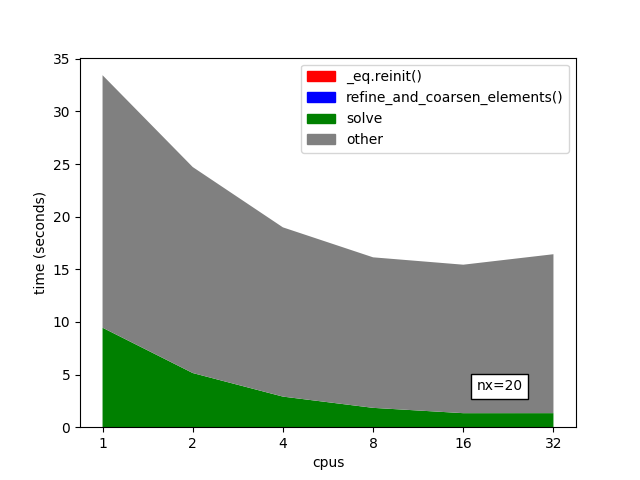 35
30
25
20
15
10
5
0
time (seconds)
_eq.reinit()
refine_and_coarsen_elements()
solve
other
nx=20
1 2 4 8 16 32
cpus